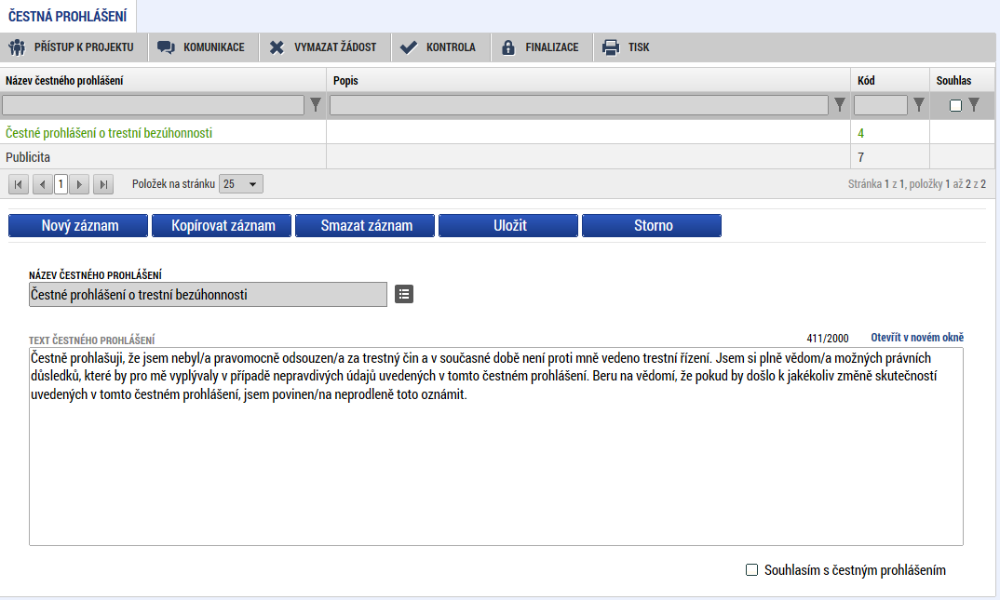 ČESTNÁ PROHLÁŠENÍ
PŘÍSTUP K PROJEKTU KOMUNIKACE VYMAZAT ŽÁDOST KONTROLA FINALIZACE TISK
Název čestného prohlášení Popis Kód Souhlas
Čestné prohlášení o trestní bezúhonnosti 4
Publicita 7
1 Položek na stránku 25 Stránka 1 z 1, položky 1 až 2 z 2
Nový záznam Kopírovat záznam Smazat záznam Uložit Storno
NÁZEV ČESTNÉHO PROHLÁŠENÍ
Čestné prohlášení o trestní bezúhonnosti
TEXT ČESTNÉHO PROHLÁŠENÍ 411/2000 Otevřít v novém okně
Čestně prohlašuji, že jsem nebyl/a pravomocně odsouzen/a za trestný čin a v současné době není proti mně vedeno trestní řízení. Jsem si plně vědom/a možných právních
důsledků, které by pro mě vyplývaly v případě nepravdivých údajů uvedených v tomto čestném prohlášení. Beru na vědomí, že pokud by došlo k jakékoliv změně skutečností
uvedených v tomto čestném prohlášení, jsem povinen/na neprodleně toto oznámit.
Souhlasím s čestným prohlášením